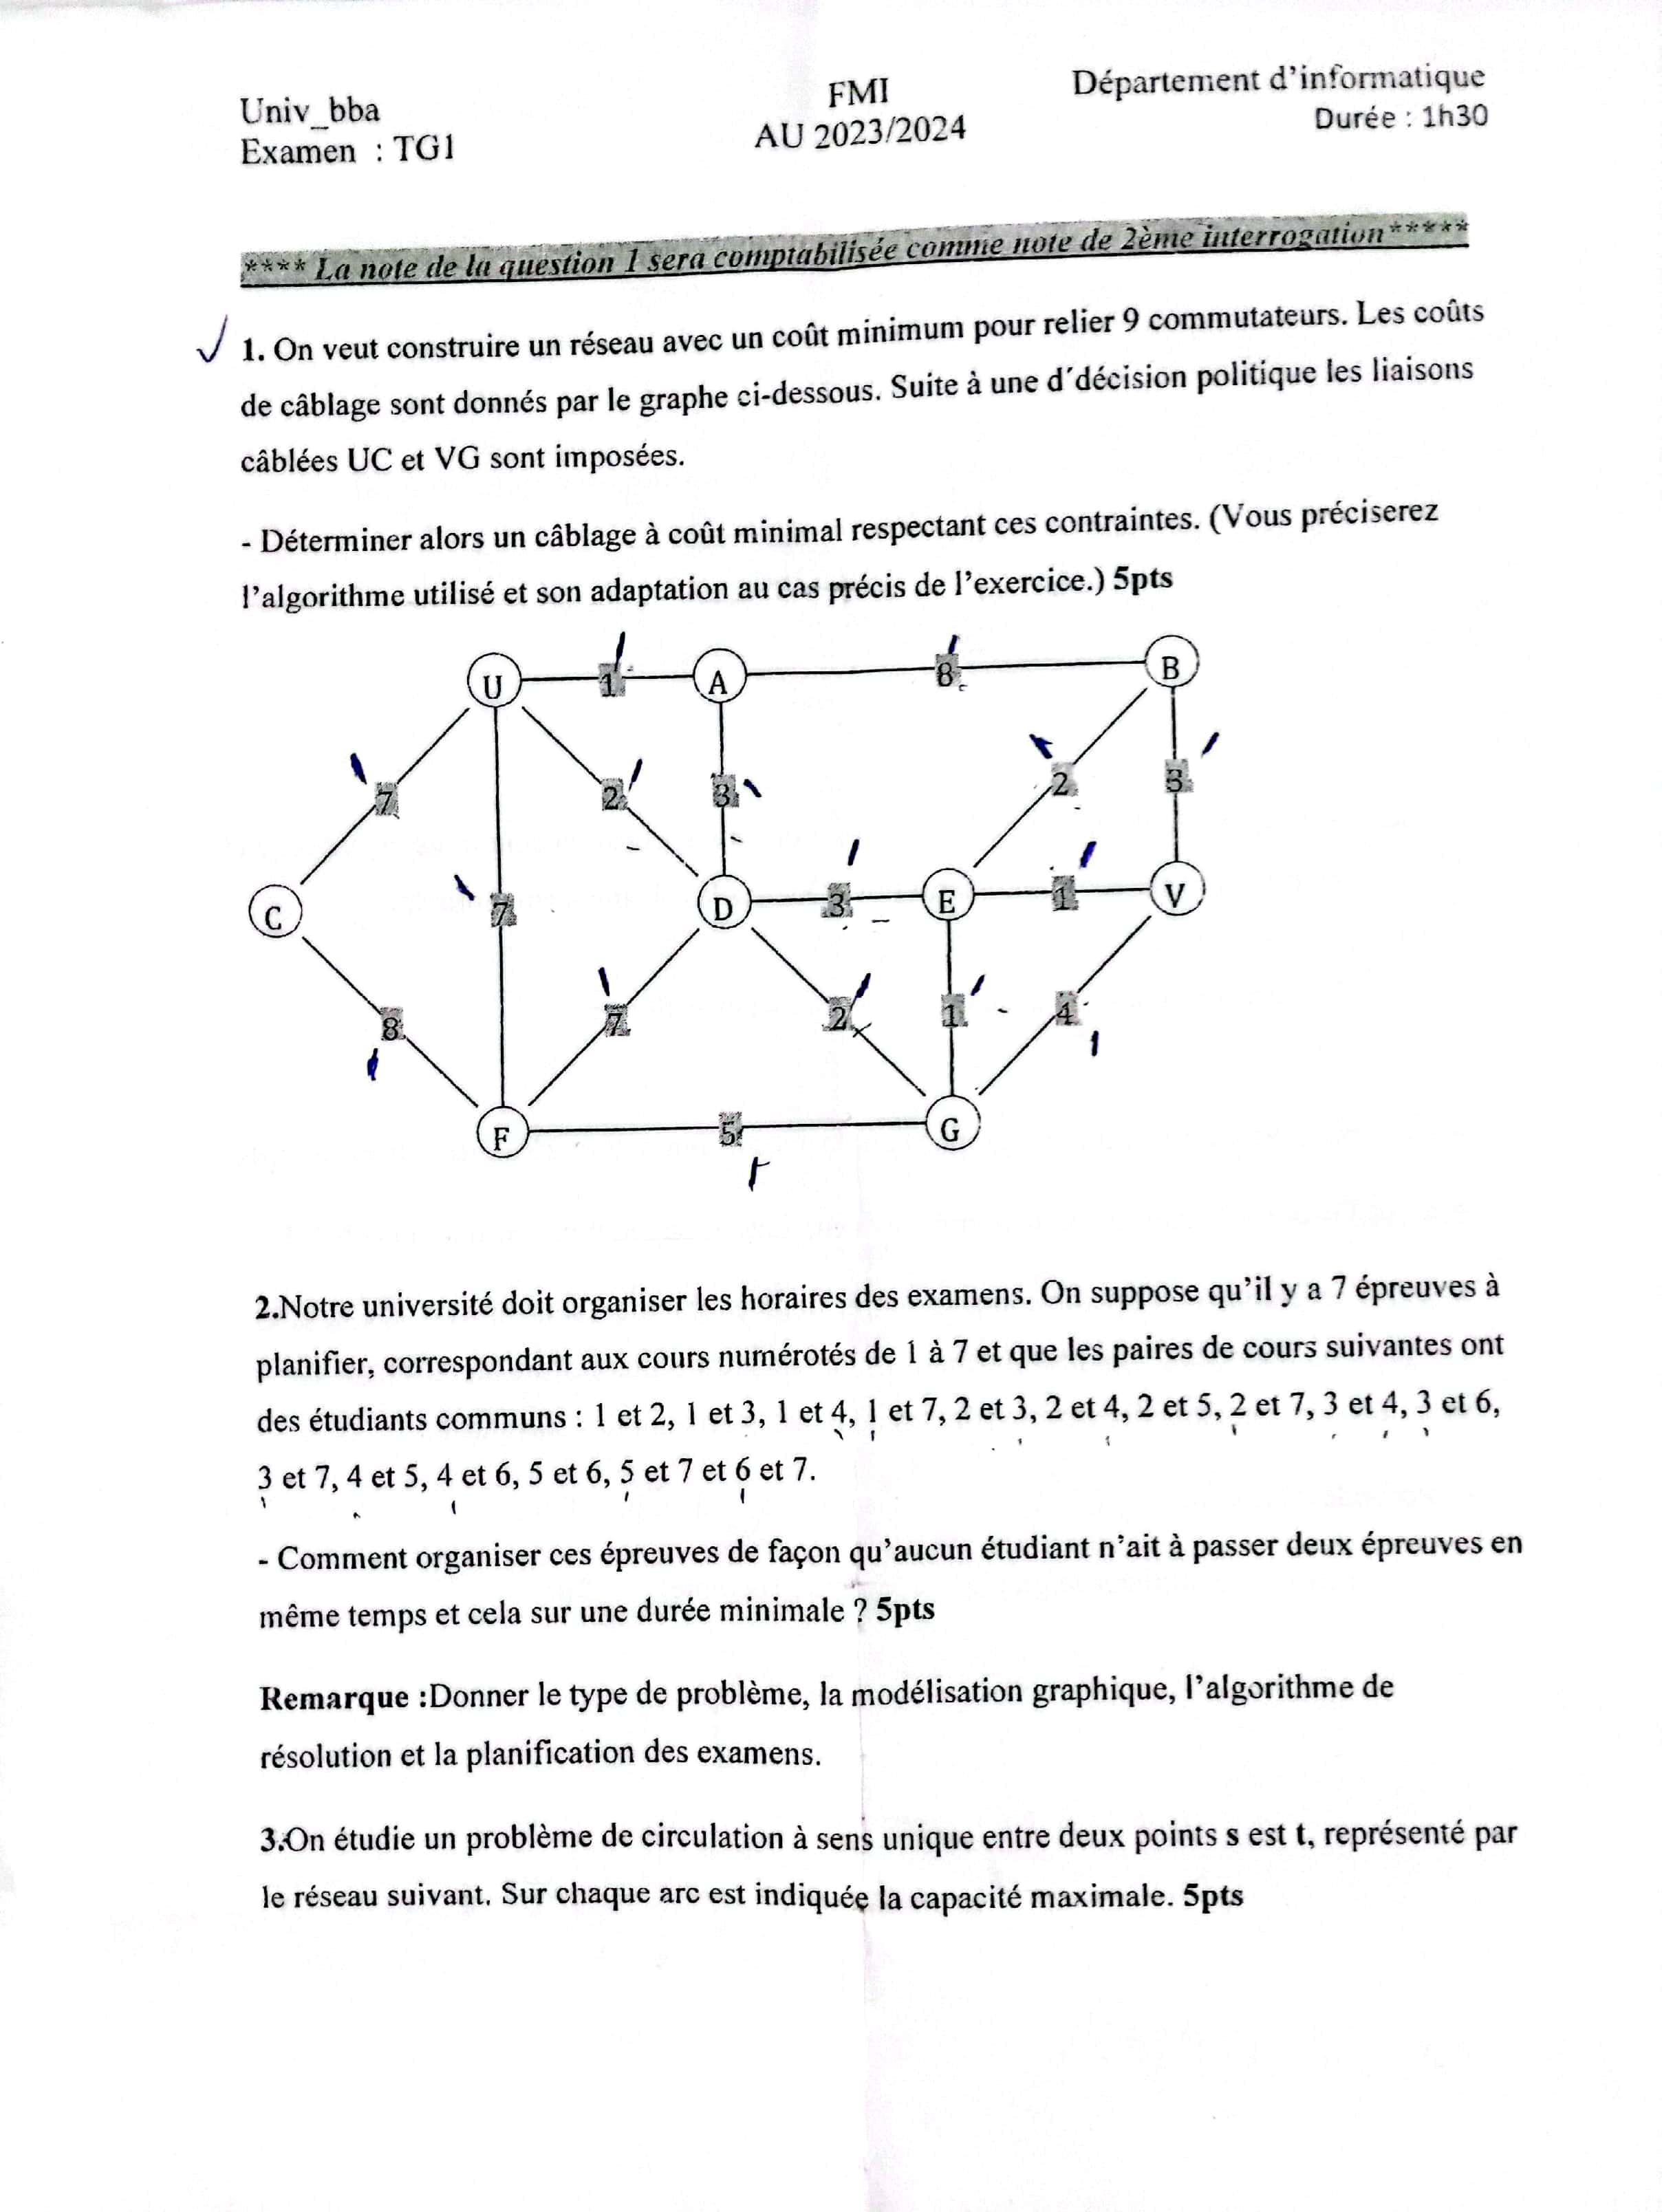 Univ_bba
FMI
Département d'informatique
Examen : TG1
AU 2023/2024
Durée : 1h30
**** La note de la question 1 sera comptabilisée comme note de 2ème interrogation*****
1. On veut construire un réseau avec un coût minimum pour relier 9 commutateurs. Les coûts
de câblage sont donnés par le graphe ci-dessous. Suite à une d´décision politique les liaisons
câblées UC et VG sont imposées.
- Déterminer alors un câblage à coût minimal respectant ces contraintes. (Vous préciserez
l'algorithme utilisé et son adaptation au cas précis de l'exercice.) 5pts
U 1 A 8 B
7 2 3 2 3
C 7 D 3 E 1 V
8 7 2 1 4
F 5 G
2.Notre université doit organiser les horaires des examens. On suppose qu'il y a 7 épreuves à
planifier, correspondant aux cours numérotés de 1 à 7 et que les paires de cours suivantes ont
des étudiants communs : 1 et 2, 1 et 3, 1 et 4, 1 et 7, 2 et 3, 2 et 4, 2 et 5, 2 et 7, 3 et 4, 3 et 6,
3 et 7, 4 et 5, 4 et 6, 5 et 6, 5 et 7 et 6 et 7.
- Comment organiser ces épreuves de façon qu'aucun étudiant n'ait à passer deux épreuves en
même temps et cela sur une durée minimale ? 5pts
Remarque :Donner le type de problème, la modélisation graphique, l'algorithme de
résolution et la planification des examens.
3.On étudie un problème de circulation à sens unique entre deux points s est t, représenté par
le réseau suivant. Sur chaque arc est indiquée la capacité maximale. 5pts